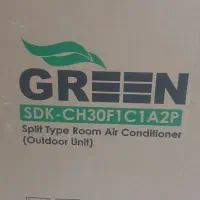 GREEN
SDK-CH30F1C1A2P
Split Type Room Air Conditioner
(Outdoor Unit)